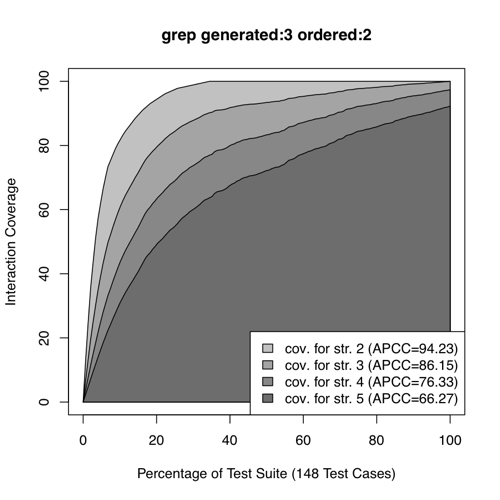 grep generated:3 ordered:2
Interaction Coverage
100
80
60
40
20
0
cov. for str. 2 (APCC=94.23)
cov. for str. 3 (APCC=86.15)
cov. for str. 4 (APCC=76.33)
cov. for str. 5 (APCC=66.27)
0 20 40 60 80 100
Percentage of Test Suite (148 Test Cases)